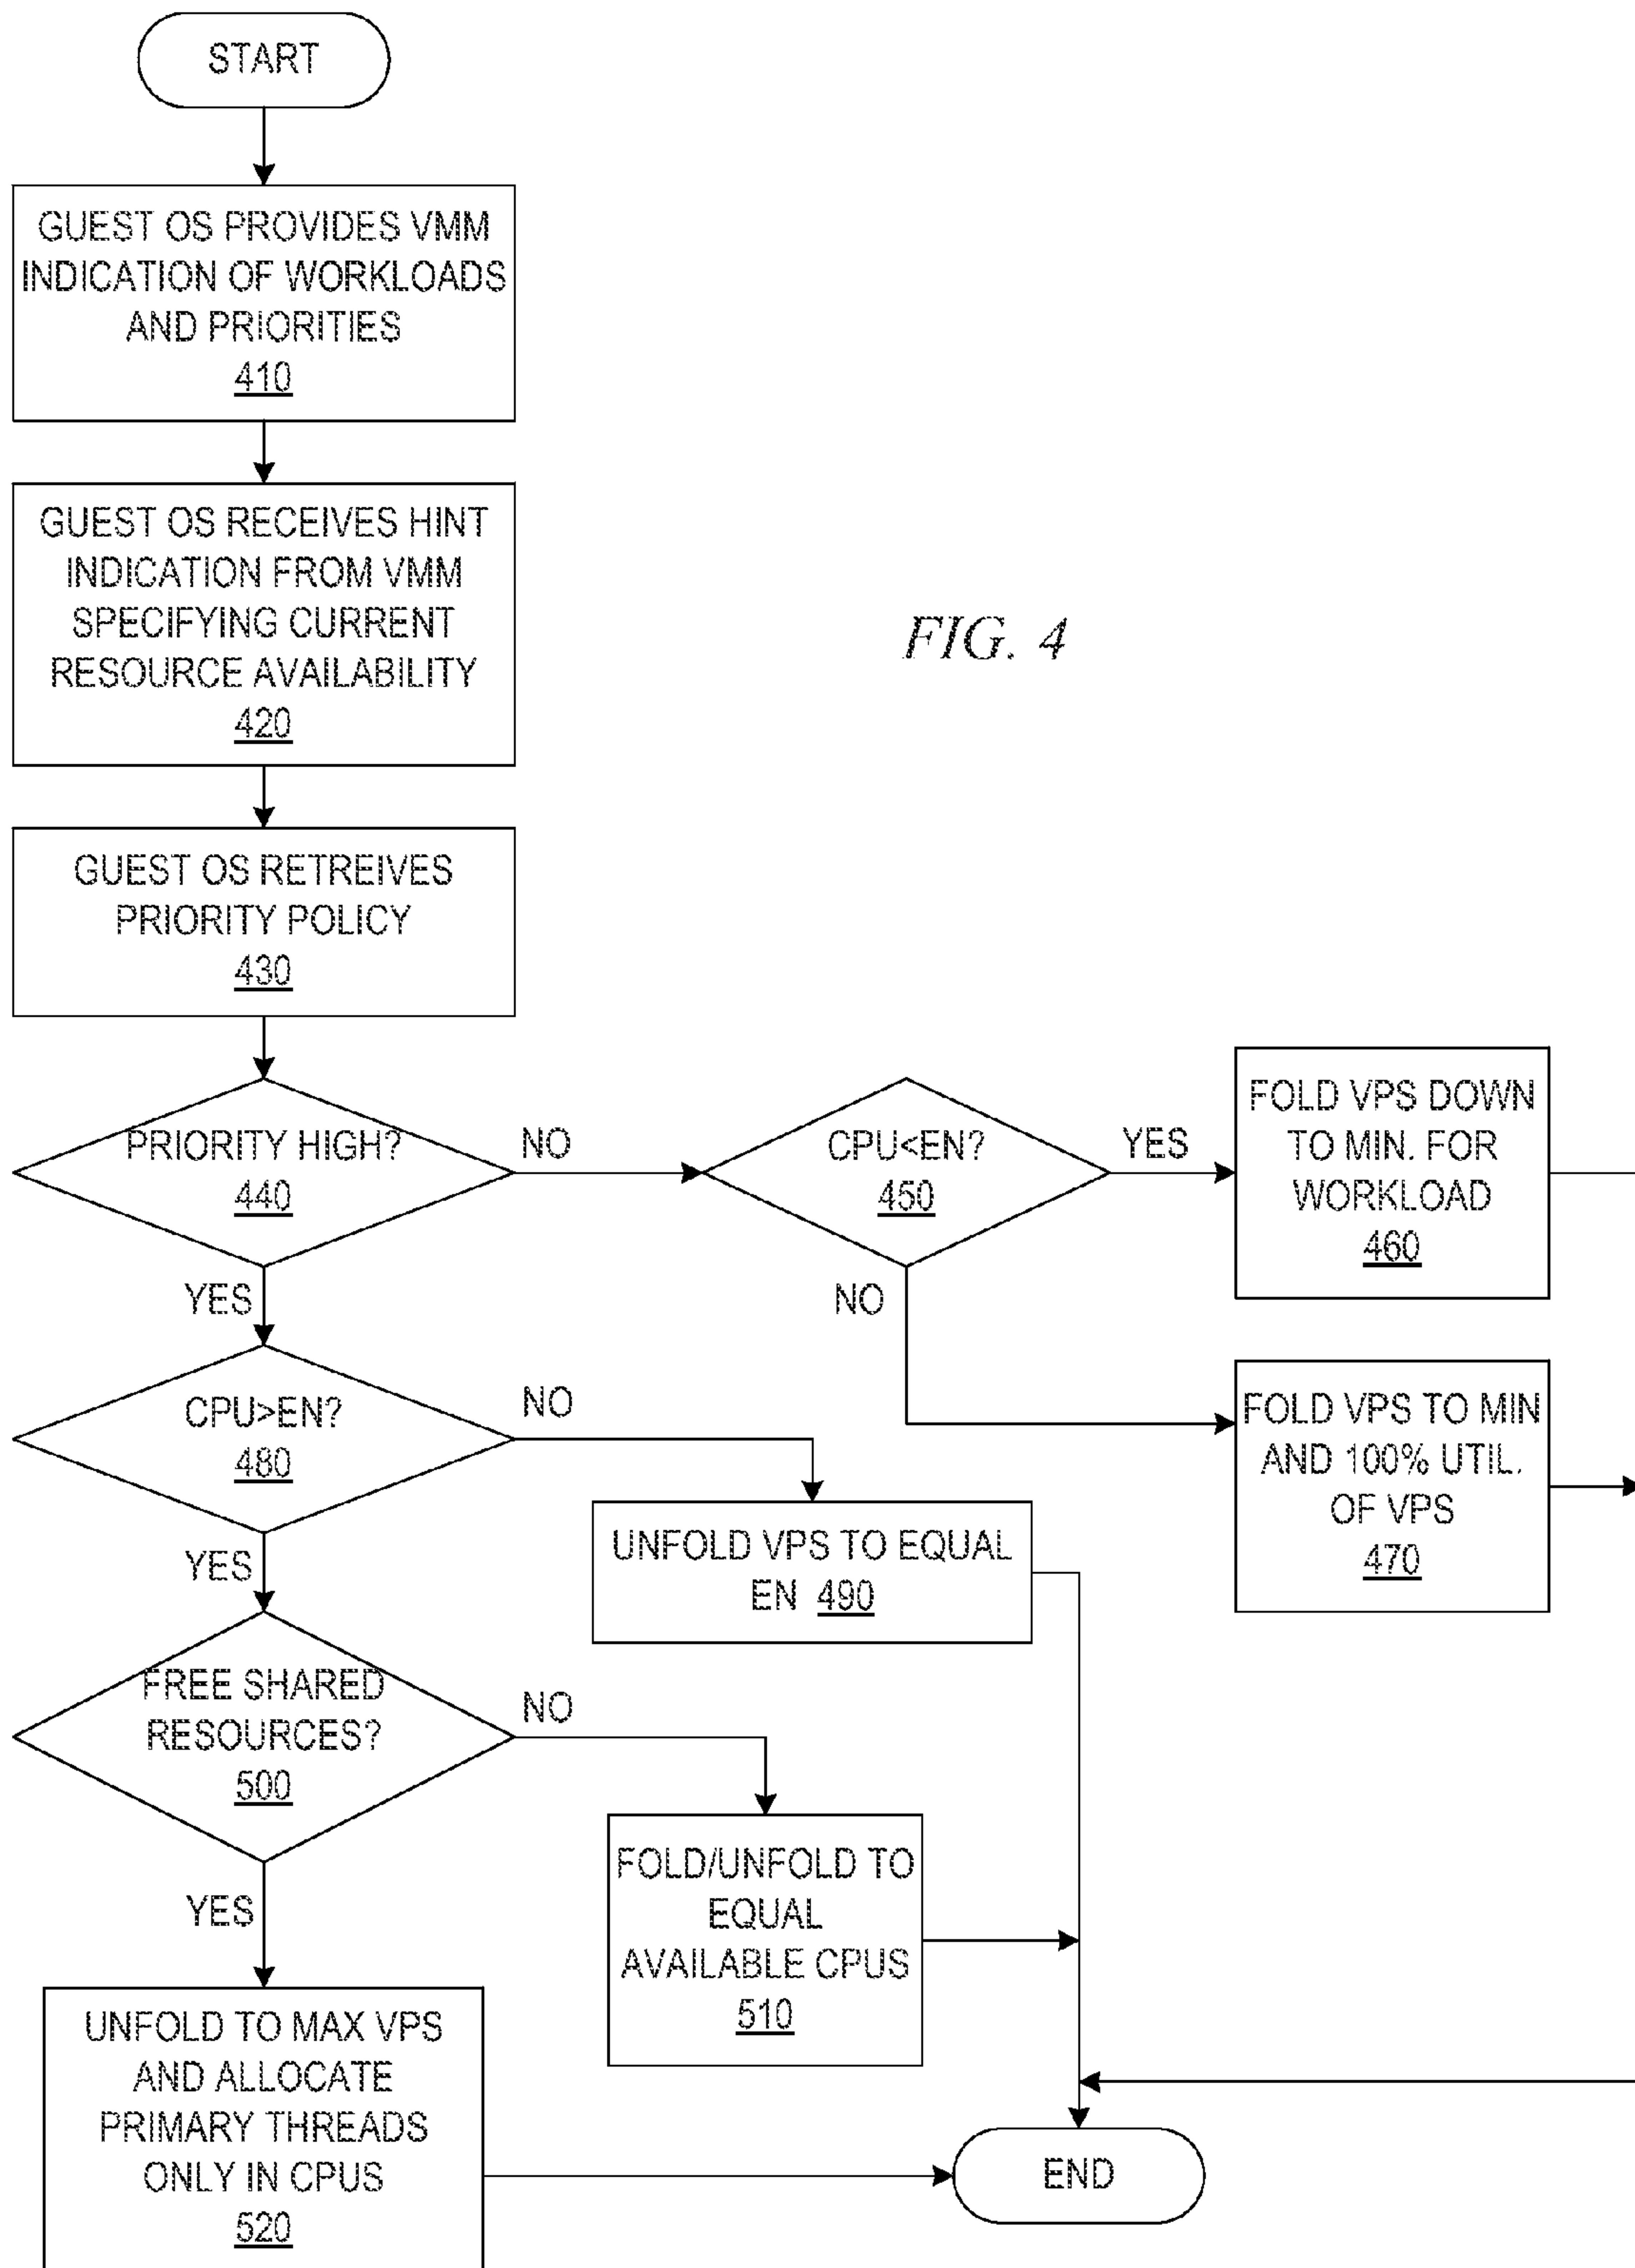 START
GUEST OS PROVIDES VMM
INDICATION OF WORKLOADS
AND PRIORITIES
410
GUEST OS RECEIVES HINT
INDICATION FROM VMM
SPECIFYING CURRENT
RESOURCE AVAILABILITY
420
FIG. 4
GUEST OS RETREIVES
PRIORITY POLICY
430
PRIORITY HIGH?
440
NO
CPU<EN?
450
YES
FOLD VPS DOWN
TO MIN. FOR
WORKLOAD
460
YES
NO
CPU>EN?
480
NO
FOLD VPS TO MIN
AND 100% UTIL.
OF VPS
470
UNFOLD VPS TO EQUAL
EN 490
YES
FREE SHARED
RESOURCES?
500
NO
FOLD/UNFOLD TO
EQUAL
AVAILABLE CPUS
510
YES
UNFOLD TO MAX VPS
AND ALLOCATE
PRIMARY THREADS
ONLY IN CPUS
520
END